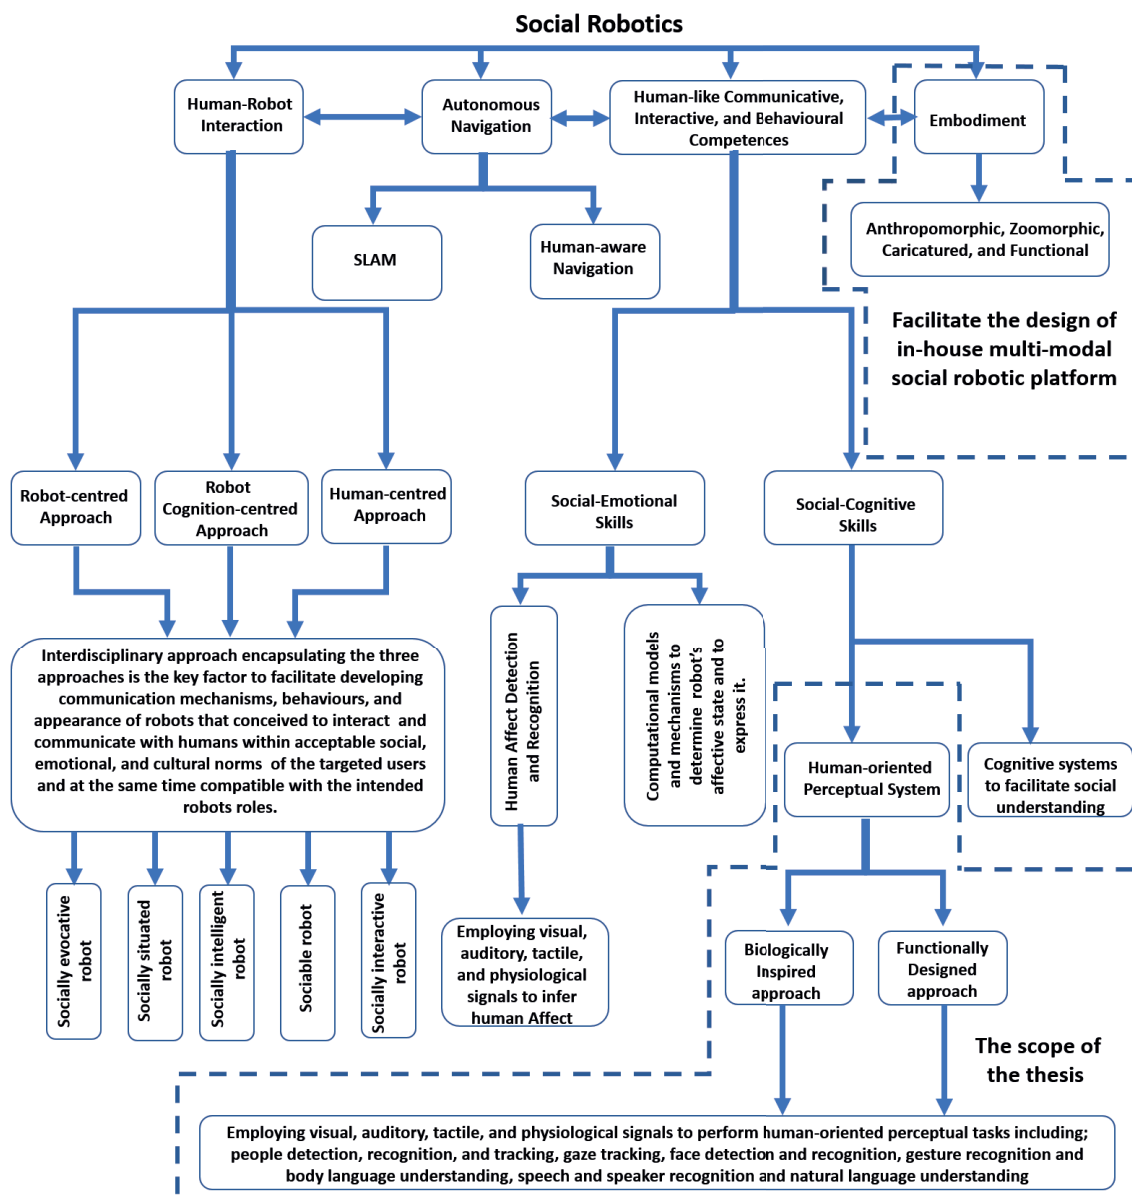 Social Robotics
Human-Robot
Interaction
Autonomous
Navigation
Human-like Communicative,
Interactive, and Behavioural
Competences
Embodiment
SLAM
Human-aware
Navigation
Anthropomorphic, Zoomorphic,
Caricatured, and Functional
Facilitate the design of
in-house multi-modal
social robotic platform
Robot-centred
Approach
Robot
Cognition-centred
Approach
Human-centred
Approach
Social-Emotional
Skills
Social-Cognitive
Skills
Interdisciplinary approach encapsulating the three
approaches is the key factor to facilitate developing
communication mechanisms, behaviours, and
appearance of robots that conceived to interact and
communicate with humans within acceptable social,
emotional, and cultural norms of the targeted users
and at the same time compatible with the intended
robots roles.
Human Affect Detection
and Recognition
Computational models
and mechanisms to
determine robot's
affective state and to
express it.
Human-oriented
Perceptual System
Cognitive systems
to facilitate social
understanding
Socially evocative
robot
Socially situated
robot
Socially intelligent
robot
Sociable robot
Socially interactive
robot
Employing visual,
auditory, tactile,
and physiological
signals to infer
human Affect
Biologically
Inspired
approach
Functionally
Designed
approach
The scope of
the thesis
Employing visual, auditory, tactile, and physiological signals to perform human-oriented perceptual tasks including;
people detection, recognition, and tracking, gaze tracking, face detection and recognition, gesture recognition and
body language understanding, speech and speaker recognition and natural language understanding